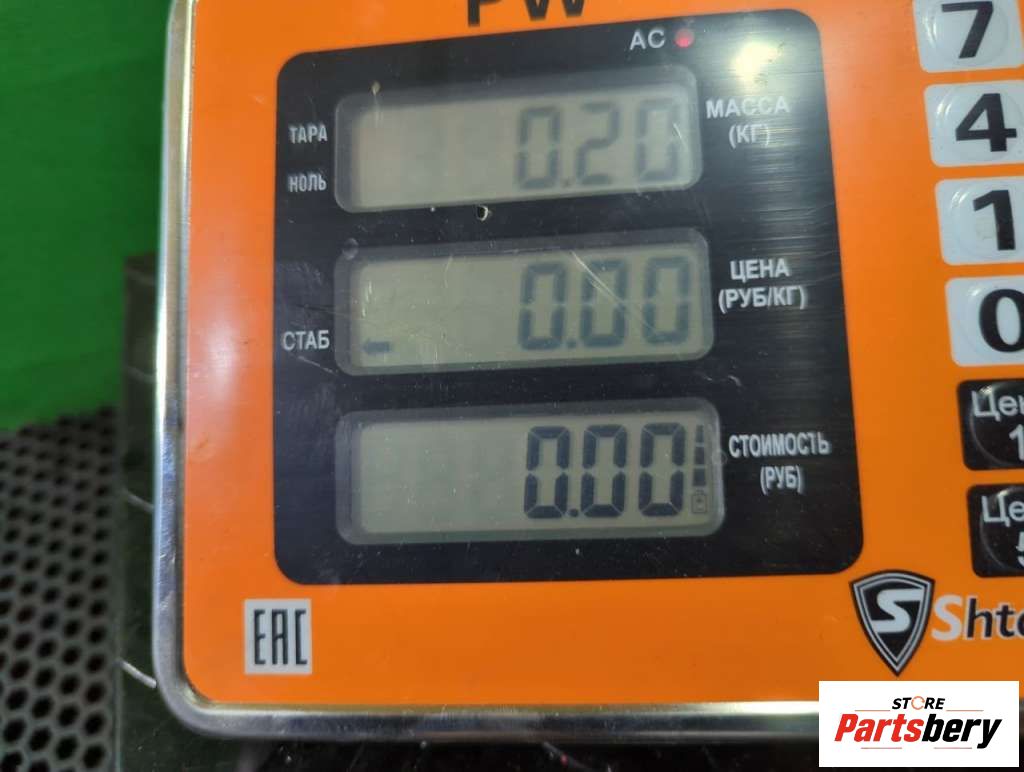 PW
AC
ТАРА
НОЛЬ
0.20
МАССА
(КГ)
СТАБ
0.00
ЦЕНА
(РУБ/КГ)
0.00
СТОИМОСТЬ
(РУБ)
7
4
1
0
EAC
STORE
Partsbery